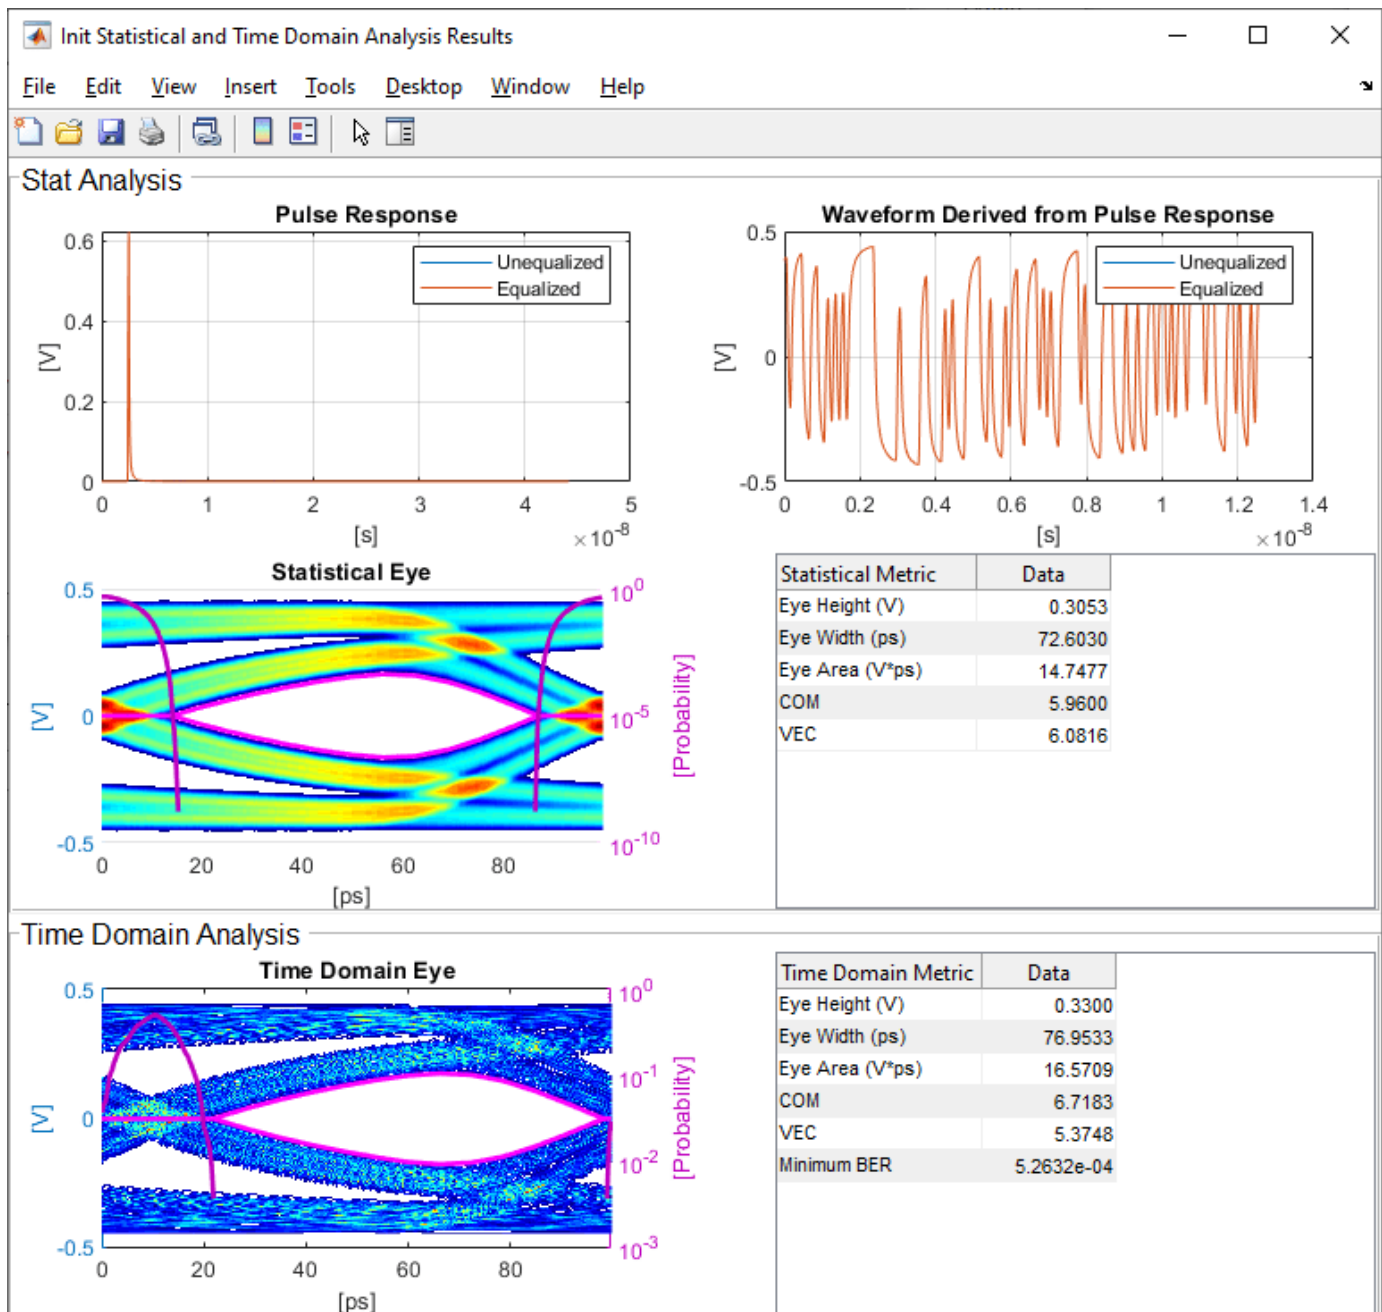 Init Statistical and Time Domain Analysis Results
File Edit View Insert Tools Desktop Window Help
Stat Analysis
Pulse Response
0.6
0.4
0.2
0
[V]
Unequalized
Equalized
0 1 2 3 4 5
[s]
×10-8
Waveform Derived from Pulse Response
0.5
0
-0.5
[V]
Unequalized
Equalized
0 0.2 0.4 0.6 0.8 1 1.2 1.4
[s]
×10-8
Statistical Eye
0.5
0
-0.5
[V]
10^0
10^-5
10^-10
[Probability]
0 20 40 60 80
[ps]
Statistical Metric Data
Eye Height (V) 0.3053
Eye Width (ps) 72.6030
Eye Area (V*ps) 14.7477
COM 5.9600
VEC 6.0816
Time Domain Analysis
Time Domain Eye
0.5
0
-0.5
[V]
10^0
10^-1
10^-2
10^-3
[Probability]
0 20 40 60 80
[ps]
Time Domain Metric Data
Eye Height (V) 0.3300
Eye Width (ps) 76.9533
Eye Area (V*ps) 16.5709
COM 6.7183
VEC 5.3748
Minimum BER 5.2632e-04